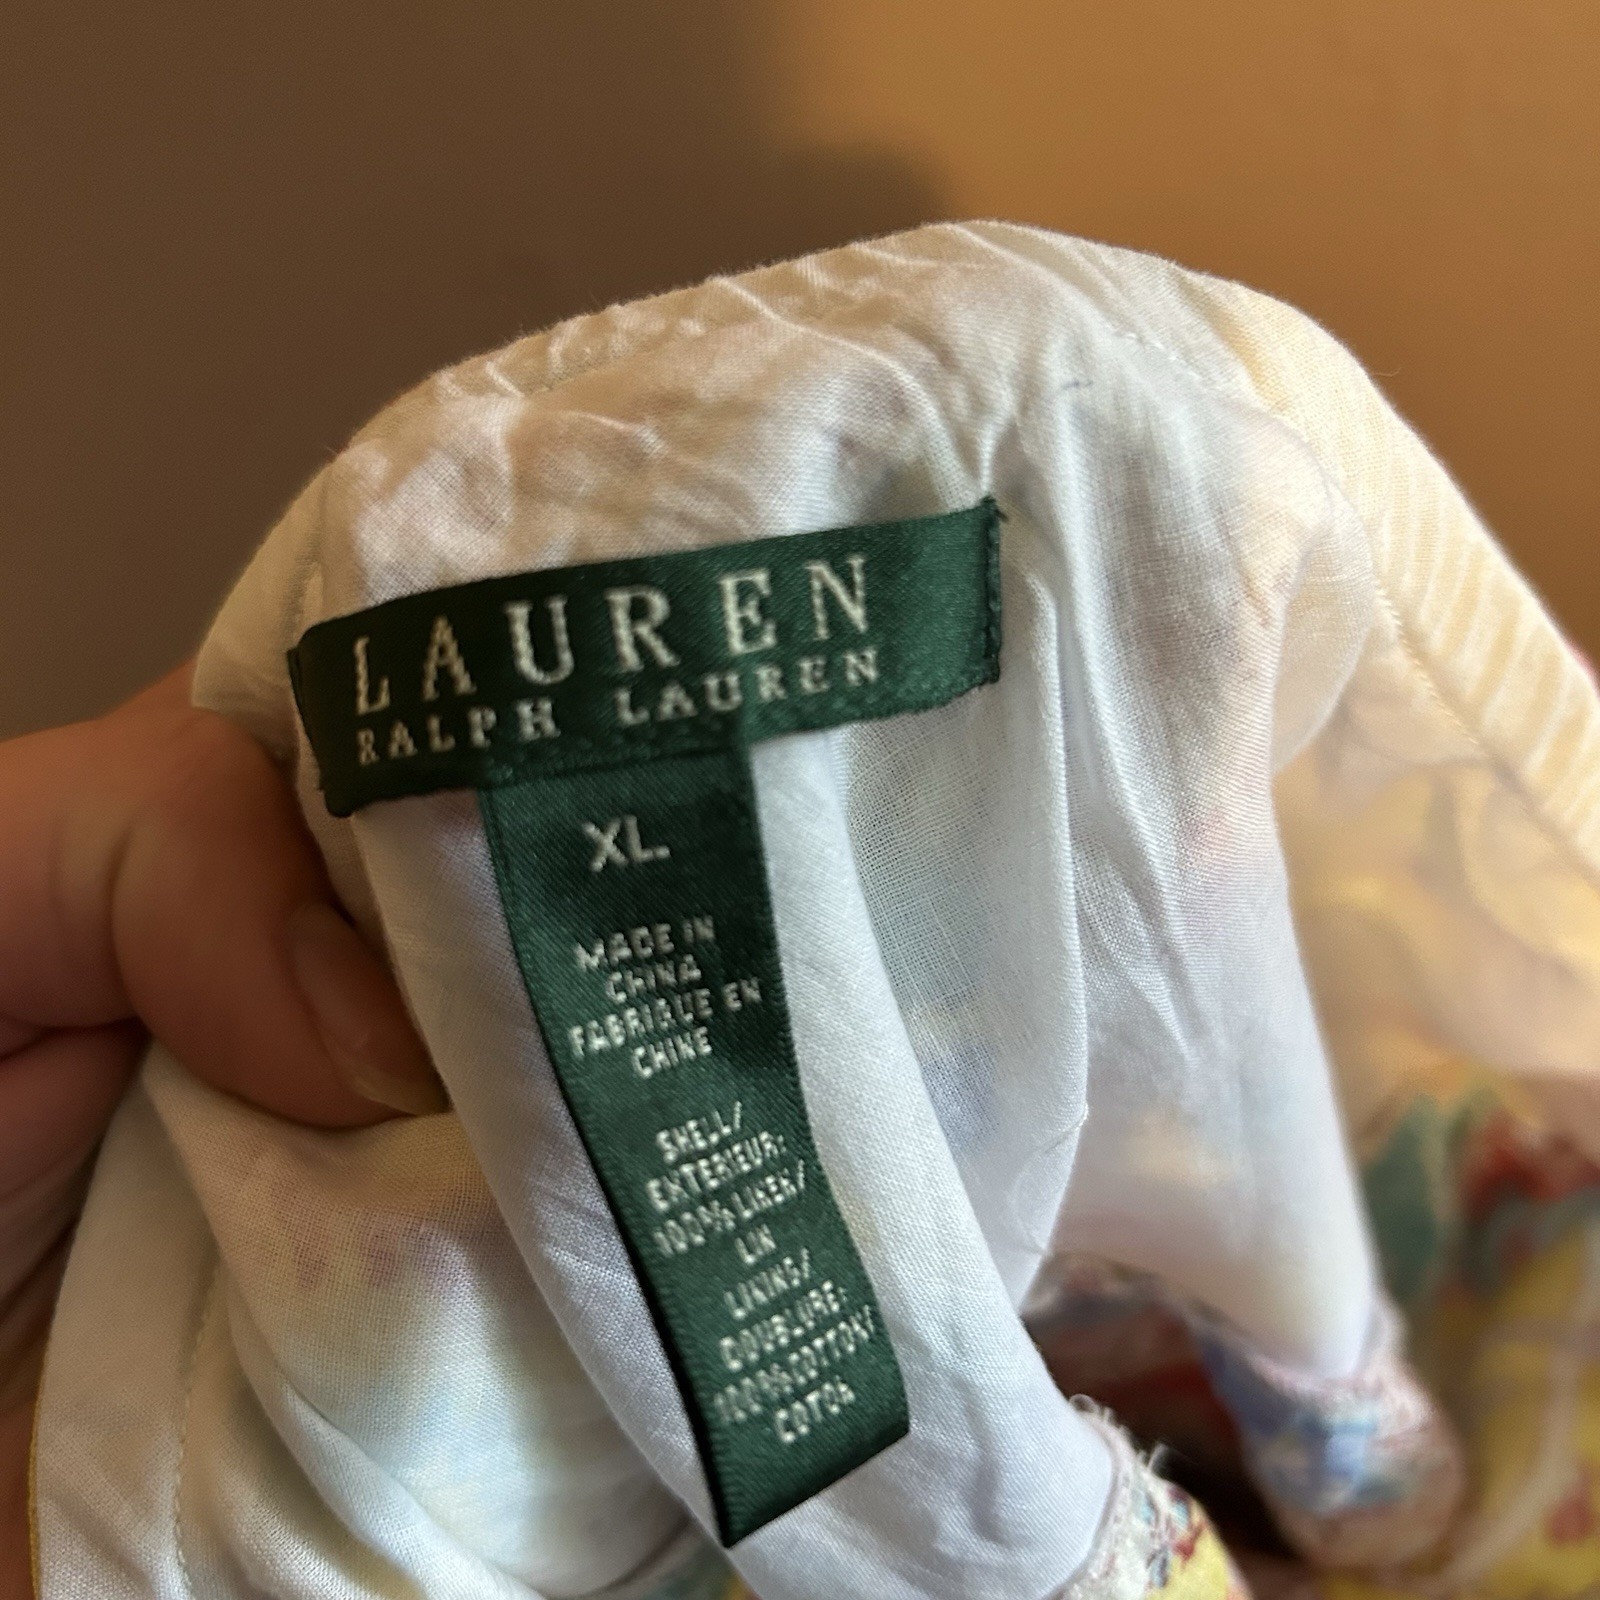 LAUREN
RALPH LAUREN
XL
MADE IN
CHINA
FABRIQUE EN
CHINE
SHELL/
EXTERIEUR:
100% LINEN/
LIN
LINING/
DOUBLURE:
100% COTTON/
COTON